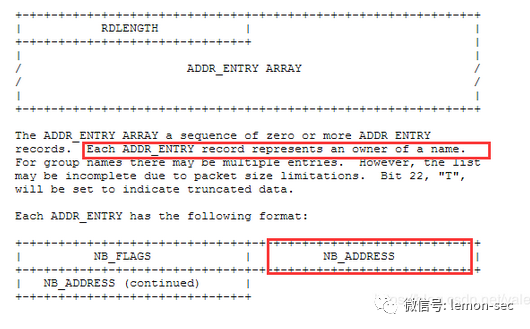 RDLENGTH
ADDR_ENTRY ARRAY
The ADDR_ENTRY ARRAY a sequence of zero or more ADDR_ENTRY
records. Each ADDR_ENTRY record represents an owner of a name.
For group names there may be multiple entries. However, the list
may be incomplete due to packet size limitations. Bit 22, "T",
will be set to indicate truncated data.
Each ADDR_ENTRY has the following format:
NB_FLAGS NB_ADDRESS
NB_ADDRESS (continued)
微信号: lemon-sec